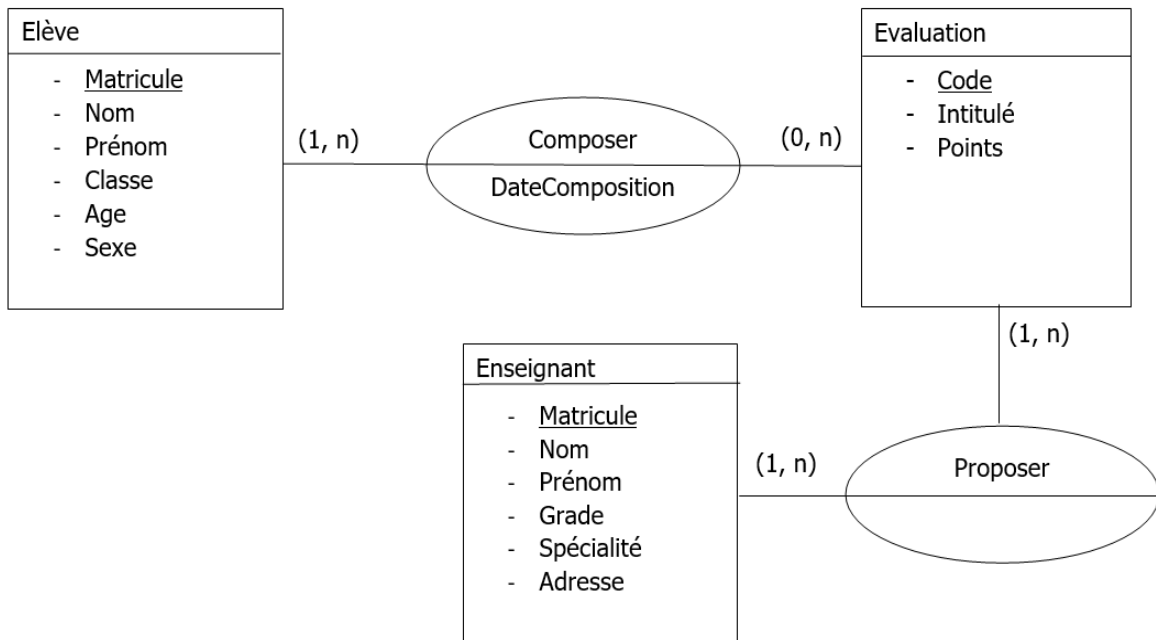 Elève
- Matricule
- Nom
- Prénom
- Classe
- Age
- Sexe
(1, n)
Composer
DateComposition
(0, n)
Evaluation
- Code
- Intitulé
- Points
(1, n)
Enseignant
- Matricule
- Nom
- Prénom
- Grade
- Spécialité
- Adresse
(1, n)
Proposer